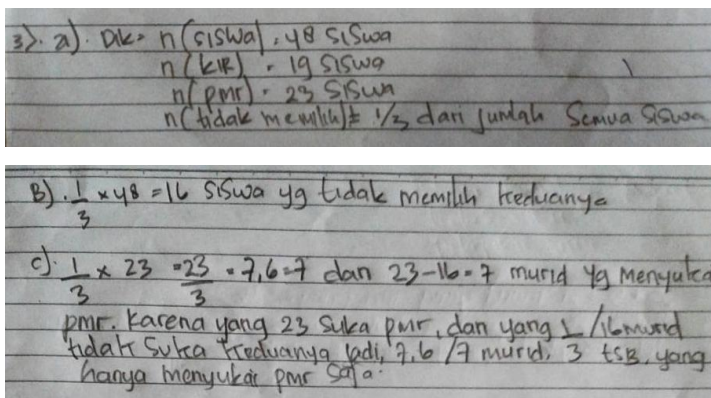 3). a). Dik = n (siswa) = 48 siswa
n (KIR) = 19 siswa
n (pmr) = 23 siswa
n (tidak memilih) = 1/3 dari jumlah semua siswa
B). 1/3 x 48 = 16 siswa yg tidak memilih keduanya
c). 1/3 x 23 = 23/3 = 7,6 = 7 dan 23-16 = 7 murid yg menyukai
pmr. Karena yang 23 suka pmr, dan yang 1/16 murid
tidak suka keduanya jadi, 7,6 / 7 murid, 3 tsb, yang
hanya menyukai pmr saja.